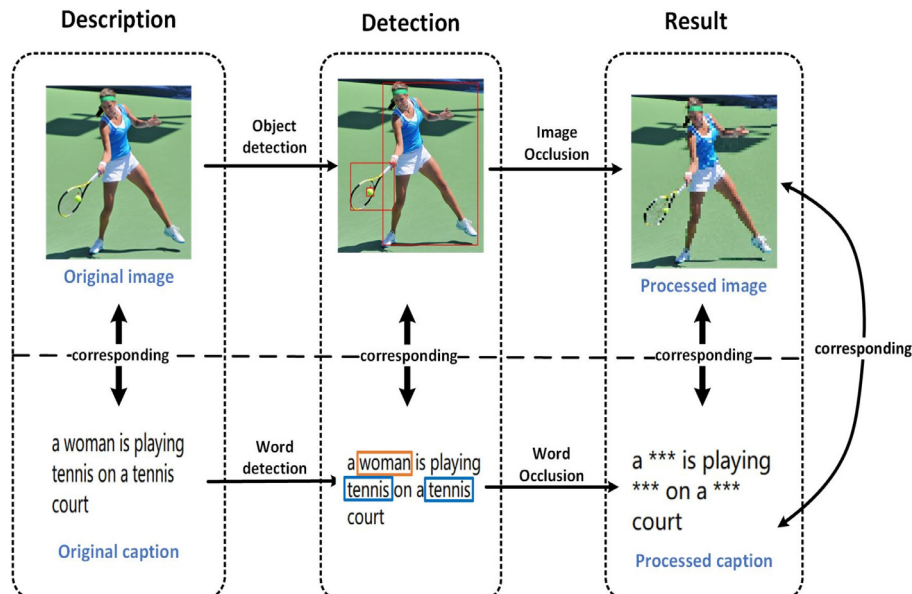 Description
Detection
Result
Object
detection
Image
Occlusion
Original image
Processed image
corresponding
corresponding
corresponding
corresponding
a woman is playing
tennis on a tennis
court
Word
detection
a woman is playing
tennis on a tennis
court
Word
Occlusion
a *** is playing
*** on a ***
court
Original caption
Processed caption